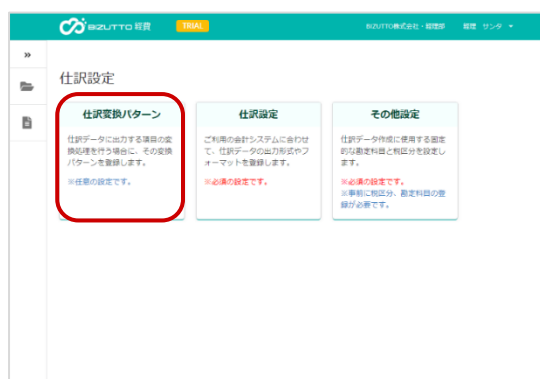 BIZUTTO 経費 TRIAL BIZUTTO株式会社 - 経理部 経理 サンタ
仕訳設定
仕訳変換パターン
仕訳データに出力する項目の変
換処理を行う場合に、その変換
パターンを登録します。
※任意の設定です。
仕訳設定
ご利用の会計システムに合わせ
て、仕訳データの出力形式やフ
ォーマットを登録します。
※必須の設定です。
その他設定
仕訳データ作成に使用する固定
的な勘定科目と税区分を設定し
ます。
※必須の設定です。
※事前に税区分、勘定科目の登
録が必要です。